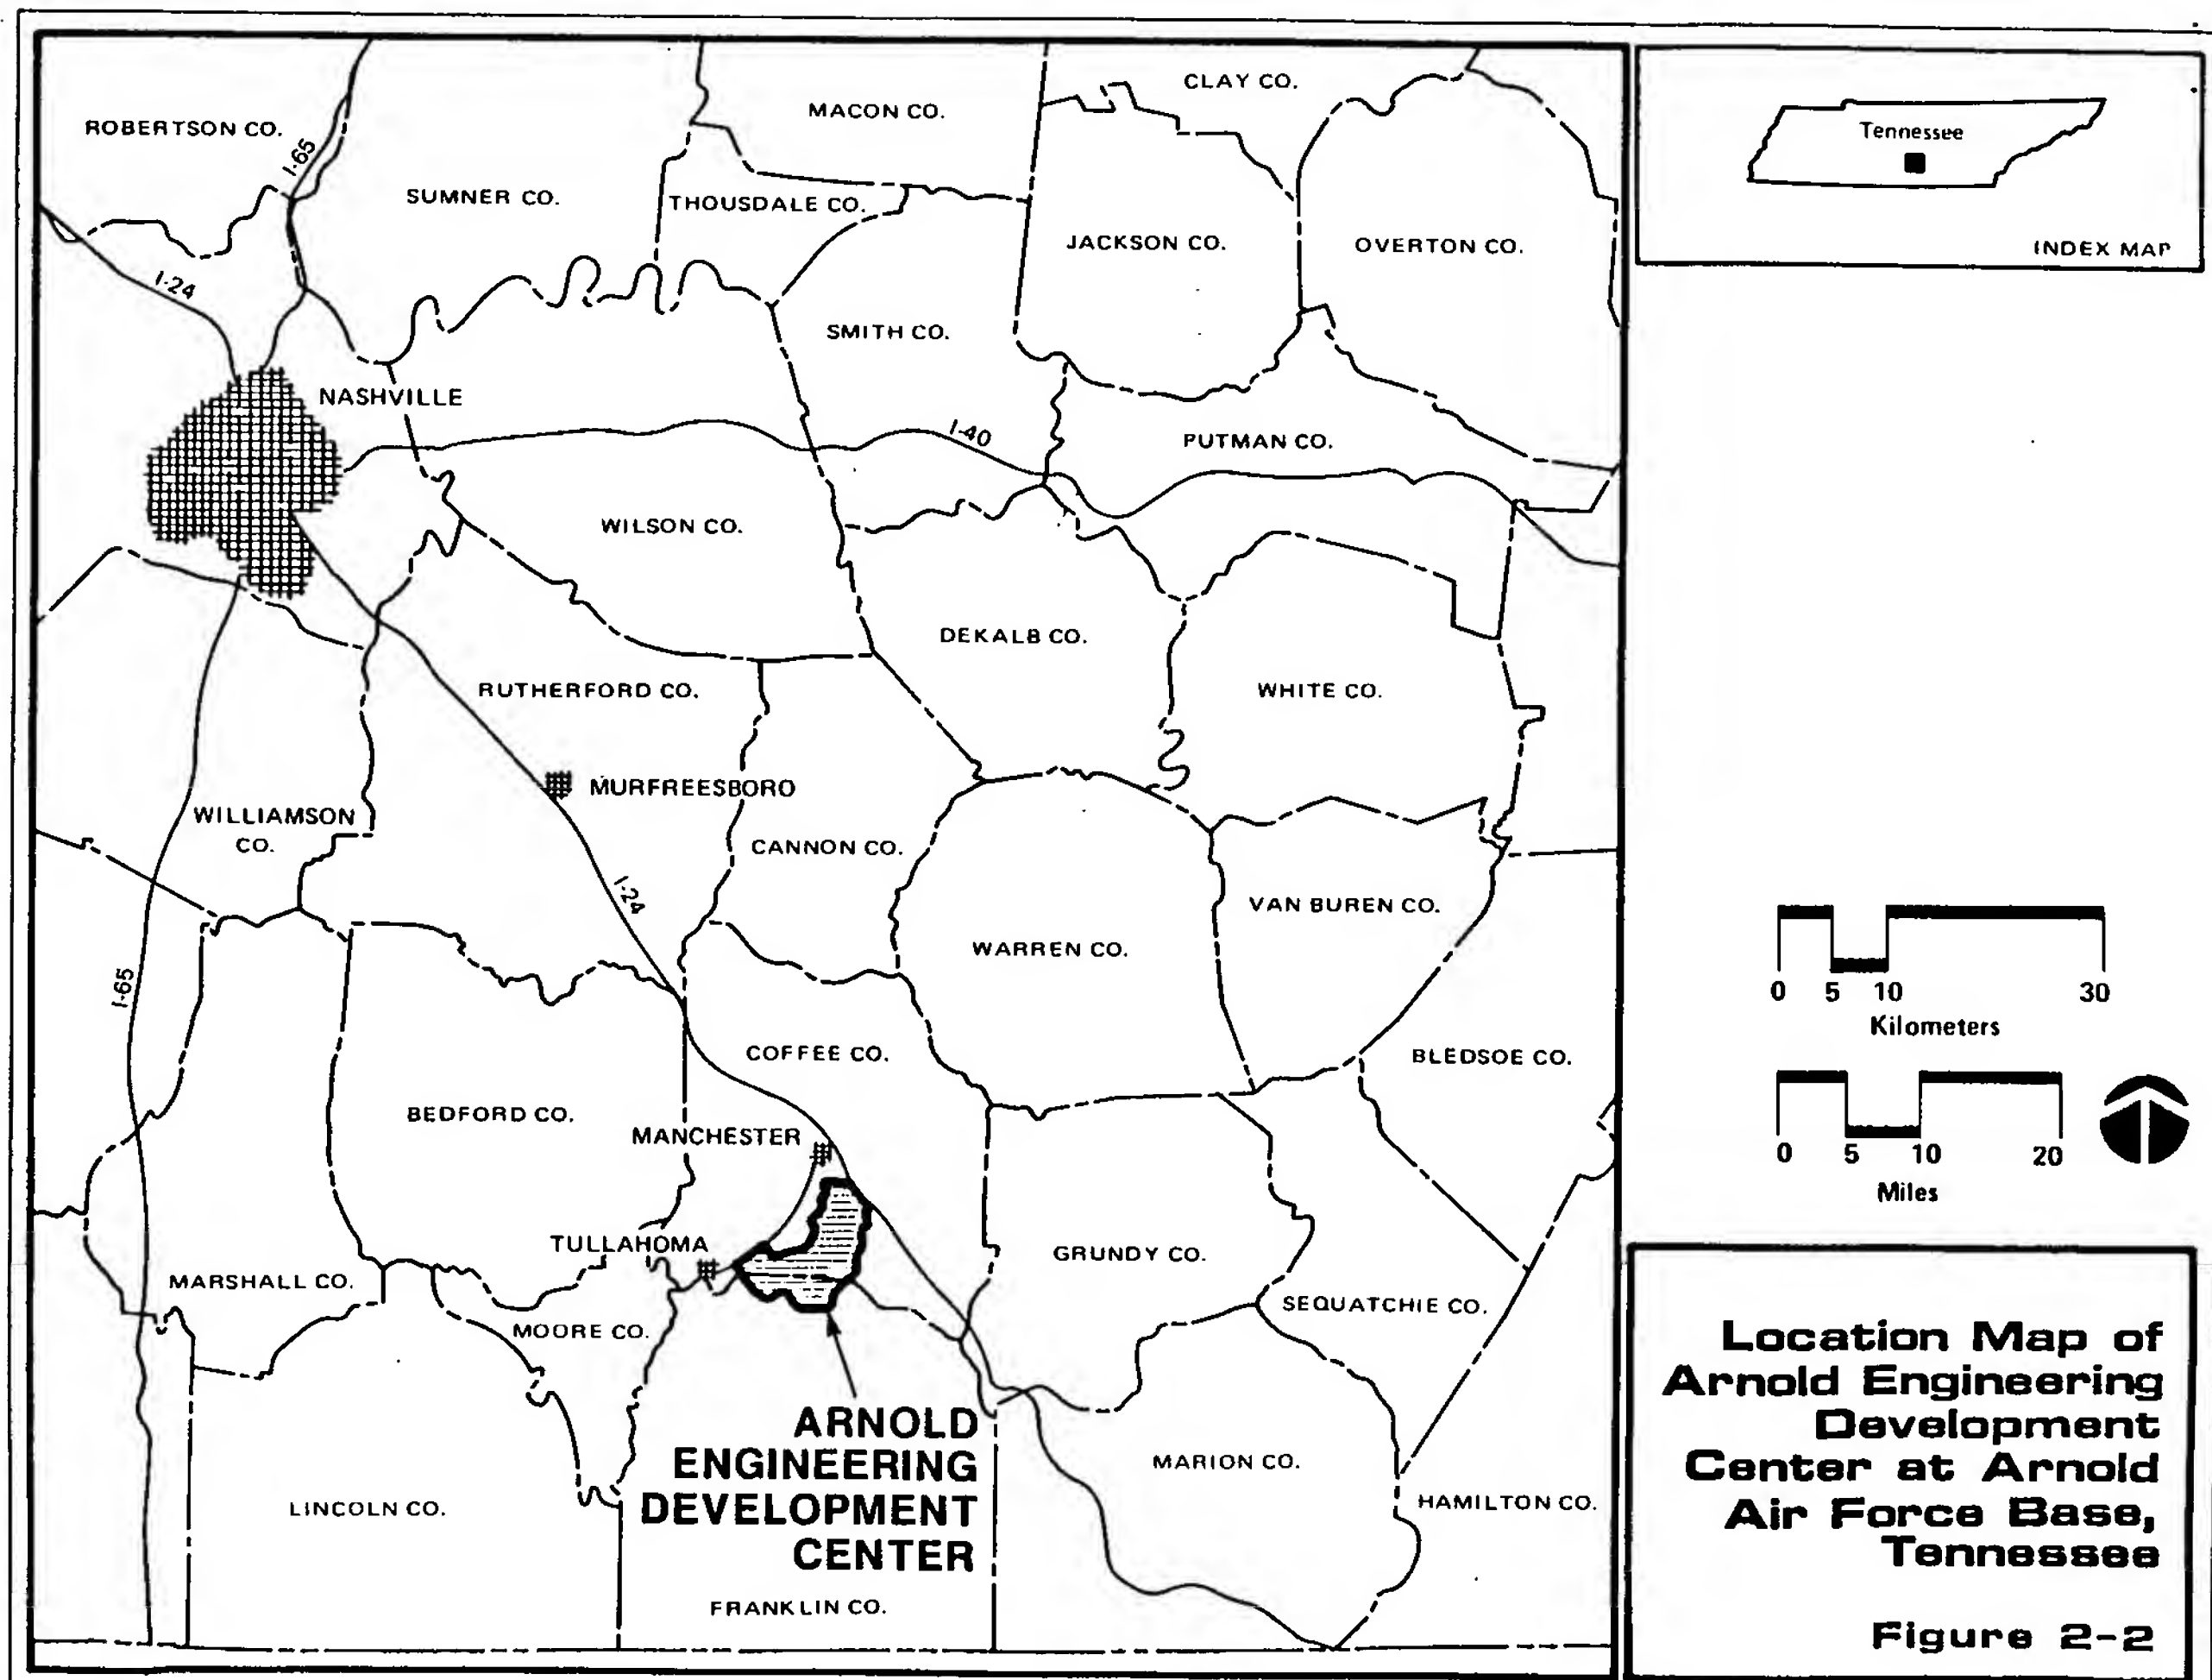 ROBERTSON CO.
I-65
SUMNER CO.
MACON CO.
CLAY CO.
THOUSDALE CO.
JACKSON CO.
OVERTON CO.
I-24
SMITH CO.
NASHVILLE
I-40
PUTMAN CO.
WILSON CO.
DEKALB CO.
RUTHERFORD CO.
WHITE CO.
MURFREESBORO
WILLIAMSON
CO.
CANNON CO.
I-24
VAN BUREN CO.
WARREN CO.
I-65
COFFEE CO.
BLEDSOE CO.
BEDFORD CO.
MANCHESTER
TULLAHOMA
GRUNDY CO.
MARSHALL CO.
SEQUATCHIE CO.
MOORE CO.
ARNOLD
ENGINEERING
DEVELOPMENT
CENTER
MARION CO.
HAMILTON CO.
LINCOLN CO.
FRANKLIN CO.
Tennessee
INDEX MAP
0 5 10 30
Kilometers
0 5 10 20
Miles
Location Map of
Arnold Engineering
Development
Center at Arnold
Air Force Base,
Tennessee
Figure 2-2